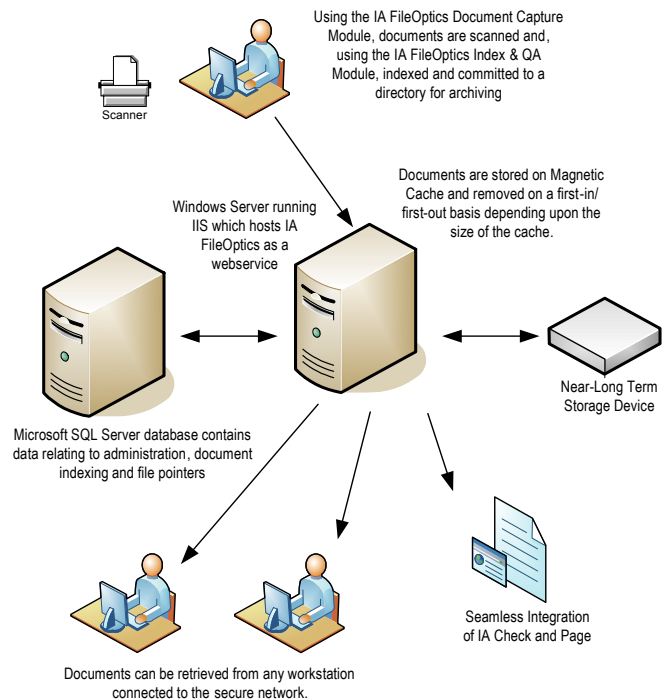 Using the IA FileOptics Document Capture
Module, documents are scanned and,
using the IA FileOptics Index & QA
Module, indexed and committed to a
directory for archiving
Scanner
Documents are stored on Magnetic
Cache and removed on a first-in/
first-out basis depending upon the
size of the cache.
Windows Server running
IIS which hosts IA
FileOptics as a
webservice
Near-Long Term
Storage Device
Microsoft SQL Server database contains
data relating to administration, document
indexing and file pointers
Seamless Integration
of IA Check and Page
Documents can be retrieved from any workstation
connected to the secure network.